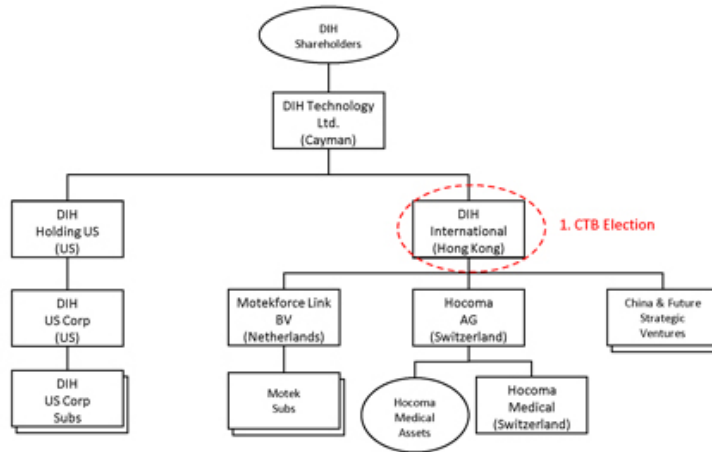 DIH
Shareholders
DIH Technology
Ltd.
(Cayman)
DIH
Holding US
(US)
DIH
International
(Hong Kong)
1. CTB Election
DIH
US Corp
(US)
Motekforce Link
BV
(Netherlands)
Hocoma
AG
(Switzerland)
China & Future
Strategic
Ventures
DIH
US Corp
Subs
Motek
Subs
Hocoma
Medical
Assets
Hocoma
Medical
(Switzerland)